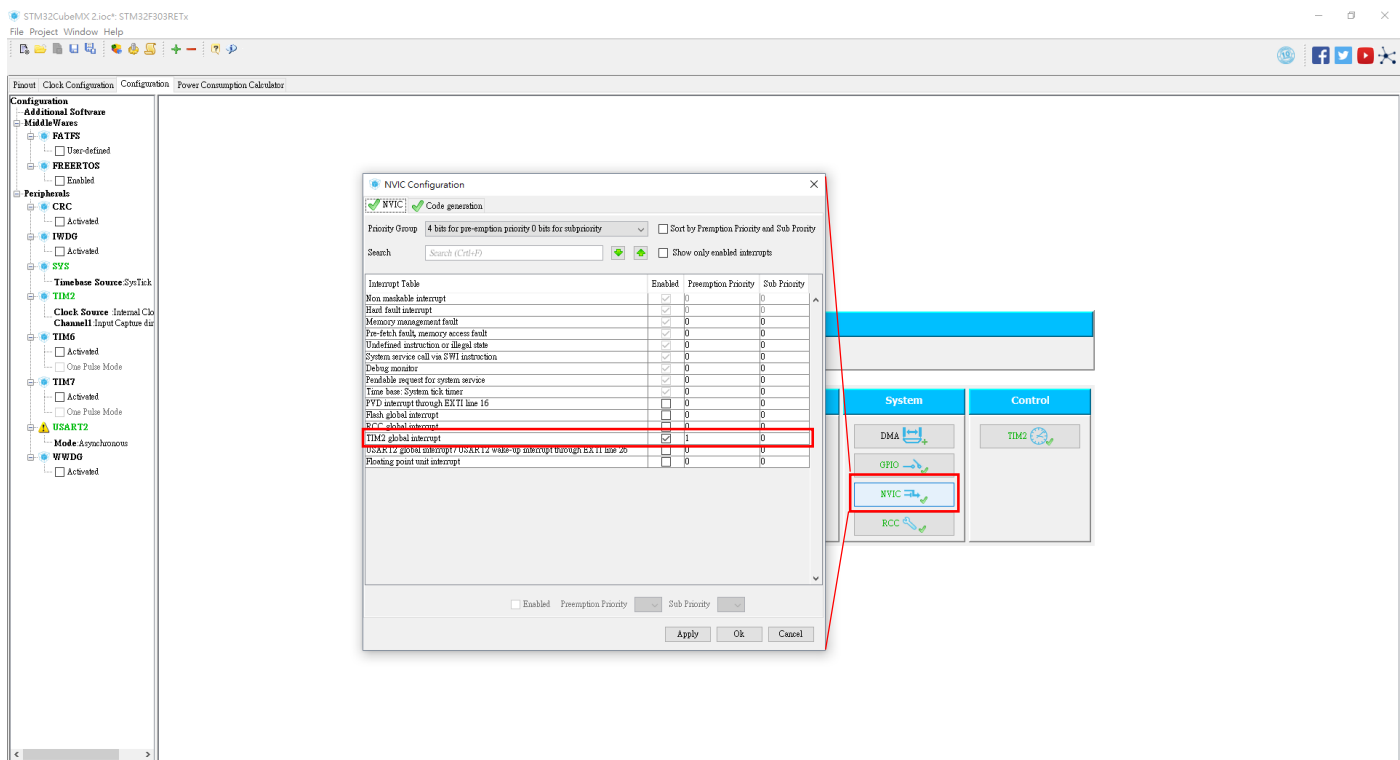 STM32CubeMX 2.ioc*: STM32F303RETx
File Project Window Help
Pinout Clock Configuration Configuration Power Consumption Calculator
Configuration
Additional Software
MiddleWares
FATFS
User-defined
FREERTOS
Enabled
Peripherals
CRC
Activated
IWDG
Activated
SYS
Timebase Source:SysTick
TIM2
Clock Source :Internal Clo
Channel1:Input Capture dir
TIM6
Activated
One Pulse Mode
TIM7
Activated
One Pulse Mode
USART2
Mode:Asynchronous
WWDG
Activated
NVIC Configuration
NVIC Code generation
Priority Group 4 bits for pre-emption priority 0 bits for subpriority Sort by Premption Priority and Sub Prority
Search Search (Crtl+F) Show only enabled interrupts
Interrupt Table Enabled Preemption Priority Sub Priority
Non maskable interrupt 0 0
Hard fault interrupt 0 0
Memory management fault 0 0
Pre-fetch fault, memory access fault 0 0
Undefined instruction or illegal state 0 0
System service call via SWI instruction 0 0
Debug monitor 0 0
Pendable request for system service 0 0
Time base: System tick timer 0 0
PVD interrupt through EXTI line 16 0 0
Flash global interrupt 0 0
RCC global interrupt 0 0
TIM2 global interrupt 1 0
USART2 global interrupt / USART2 wake-up interrupt through EXTI line 26 0 0
Floating point unit interrupt 0 0
Enabled Preemption Priority Sub Priority
Apply Ok Cancel
System Control
DMA TIM2
GPIO
NVIC
RCC